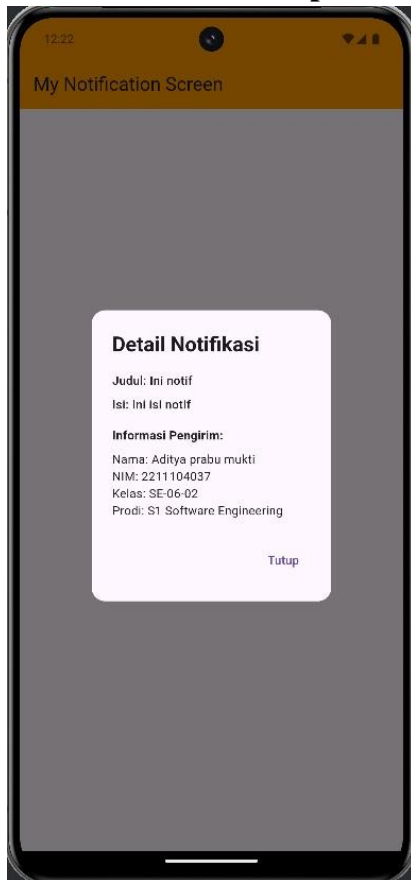 12:22
My Notification Screen
Detail Notifikasi
Judul: Ini notif
Isi: Ini isi notif
Informasi Pengirim:
Nama: Aditya prabu mukti
NIM: 2211104037
Kelas: SE-06-02
Prodi: S1 Software Engineering
Tutup